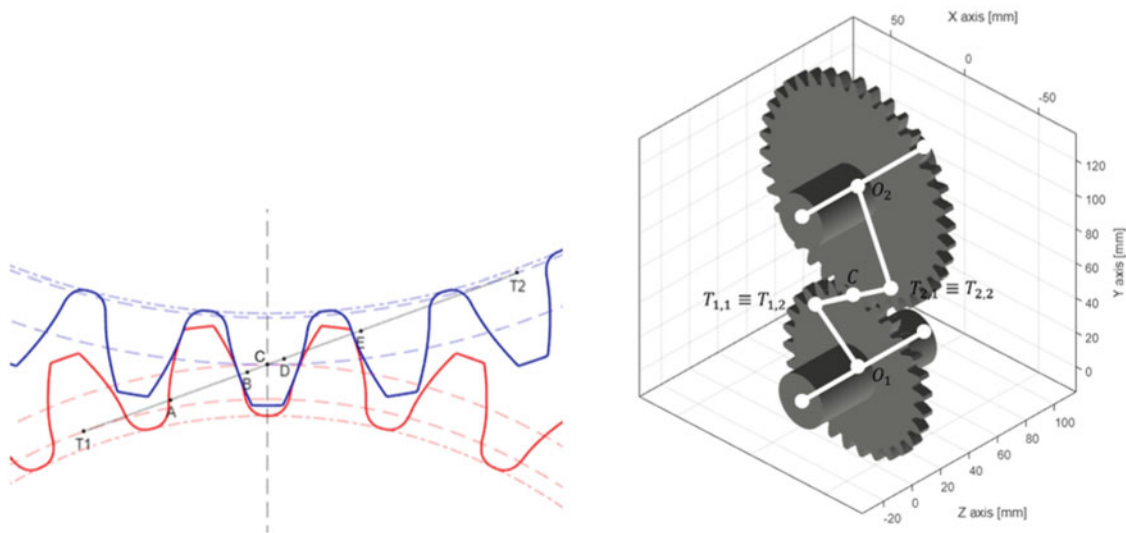 T1
A
B
C
D
E
T2
X axis [mm]
50
0
-50
120
100
80
60
40
20
0
Y axis [mm]
O₂
C
T₁,₁ ≡ T₁,₂
T₂,₁ ≡ T₂,₂
O₁
-20
0
20
40
60
80
100
Z axis [mm]